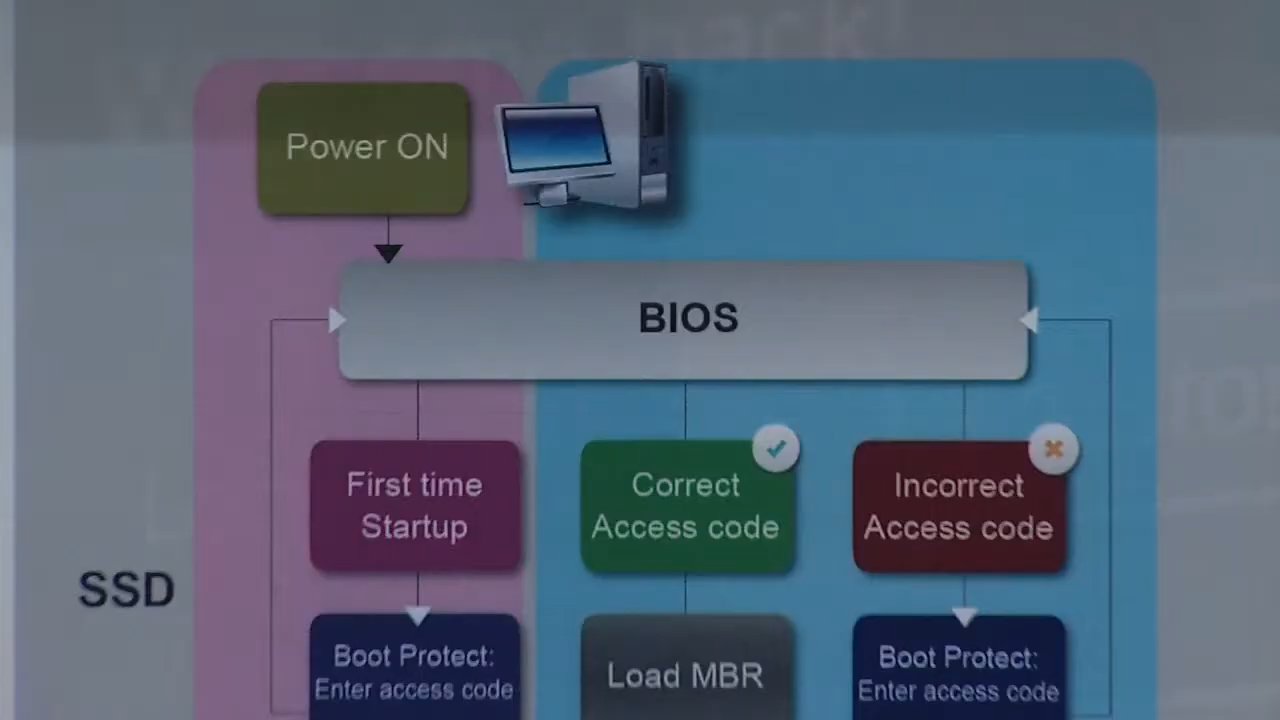 back!
Power ON
BIOS
First time
Startup
Correct
Access code
Incorrect
Access code
SSD
Boot Protect:
Enter access code
Load MBR
Boot Protect:
Enter access code